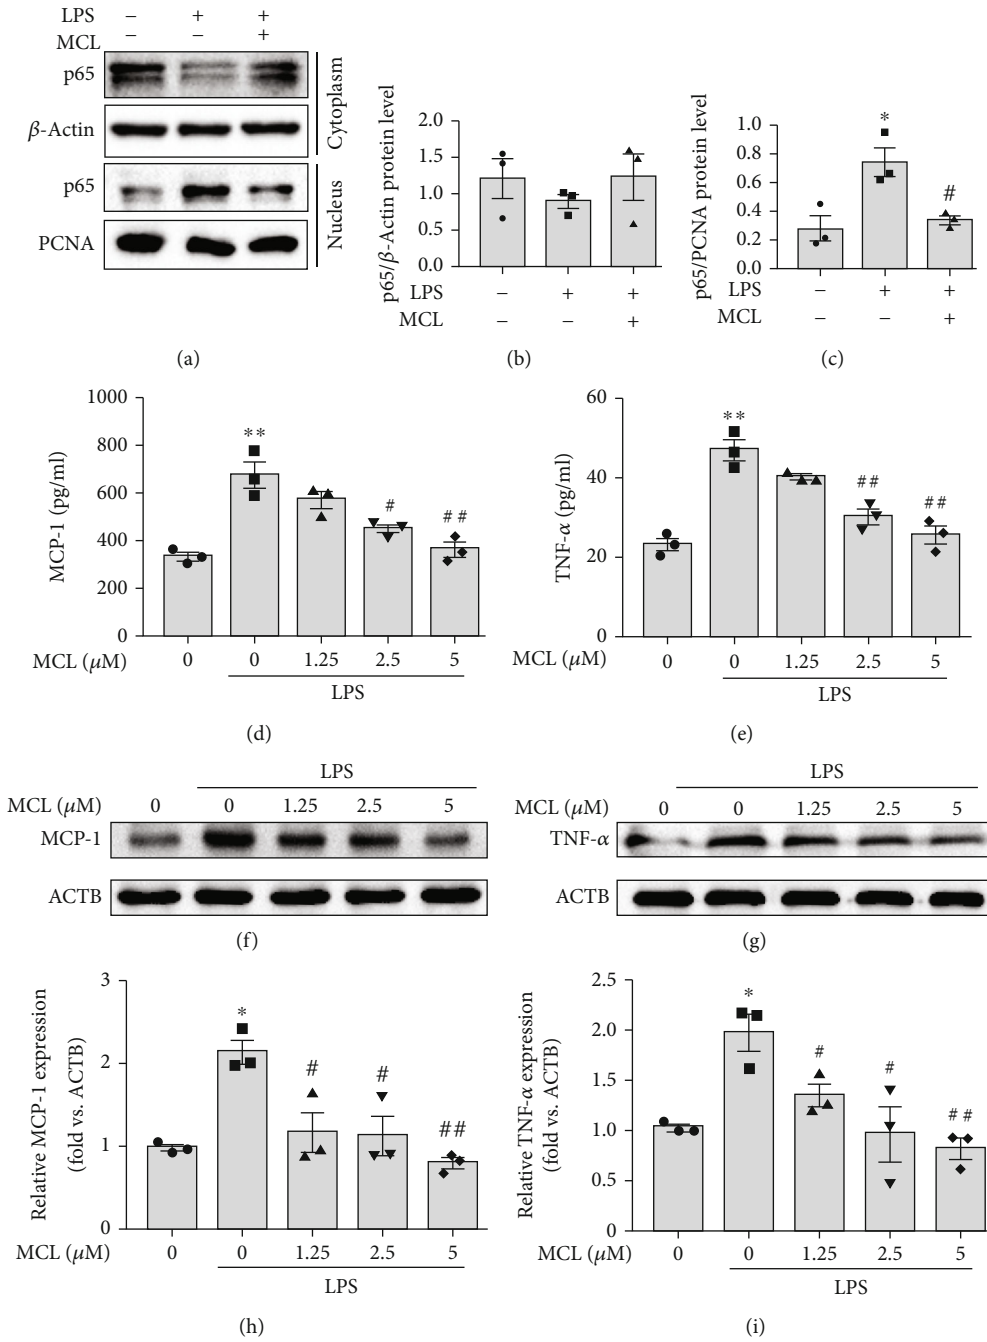 LPS − + +
MCL − − +
p65
β-Actin
Cytoplasm
p65
PCNA
Nucleus
(a)
p65/β-Actin protein level
2.0
1.5
1.0
0.5
0.0
LPS − + +
MCL − − +
(b)
p65/PCNA protein level
1.0
0.8
0.6
0.4
0.2
0.0
*
#
LPS − + +
MCL − − +
(c)
MCP-1 (pg/ml)
1000
800
600
400
200
0
**
#
##
MCL (μM) 0 0 1.25 2.5 5
LPS
(d)
TNF-α (pg/ml)
60
40
20
0
**
##
##
MCL (μM) 0 0 1.25 2.5 5
LPS
(e)
LPS
MCL (μM) 0 0 1.25 2.5 5
MCP-1
ACTB
(f)
LPS
MCL (μM) 0 0 1.25 2.5 5
TNF-α
ACTB
(g)
Relative MCP-1 expression
(fold vs. ACTB)
3
2
1
0
*
#
#
##
MCL (μM) 0 0 1.25 2.5 5
LPS
(h)
Relative TNF-α expression
(fold vs. ACTB)
2.5
2.0
1.5
1.0
0.5
0
*
#
#
##
MCL (μM) 0 0 1.25 2.5 5
LPS
(i)